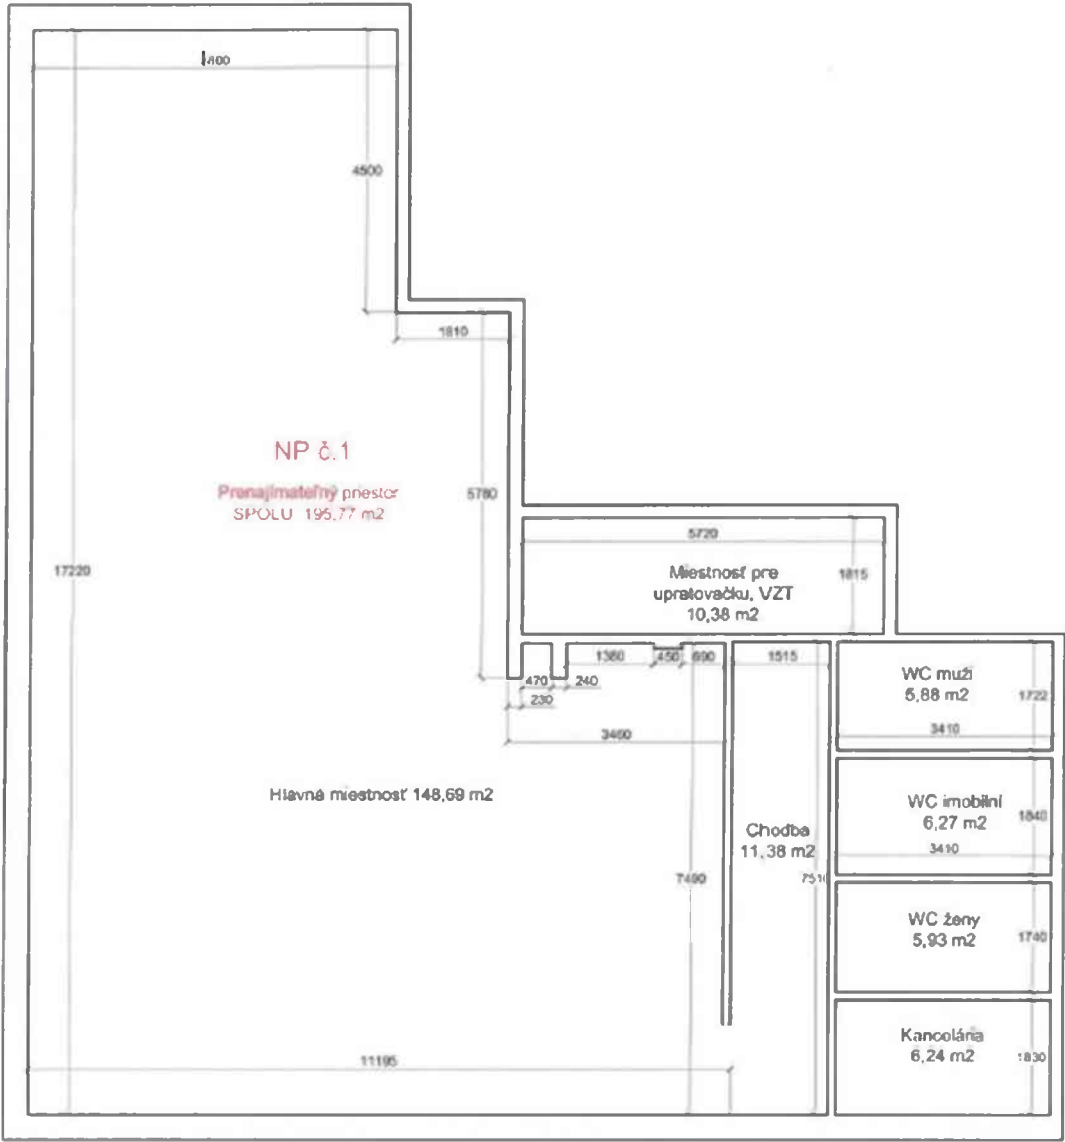 4500
1810
NP č.1
Prenajímateľný priestor
SPOLU 195,77 m2
5780
17220
5720
Miestnosť pre
upratovačku, VZT
10,38 m2
1815
1380
450
690
1515
470
240
230
3460
WC muži
5,88 m2
1722
3410
Hlavná miestnosť 148,69 m2
WC imobilní
6,27 m2
1840
3410
Chodba
11,38 m2
7490
7510
WC ženy
5,93 m2
1740
Kancelária
6,24 m2
1830
11195